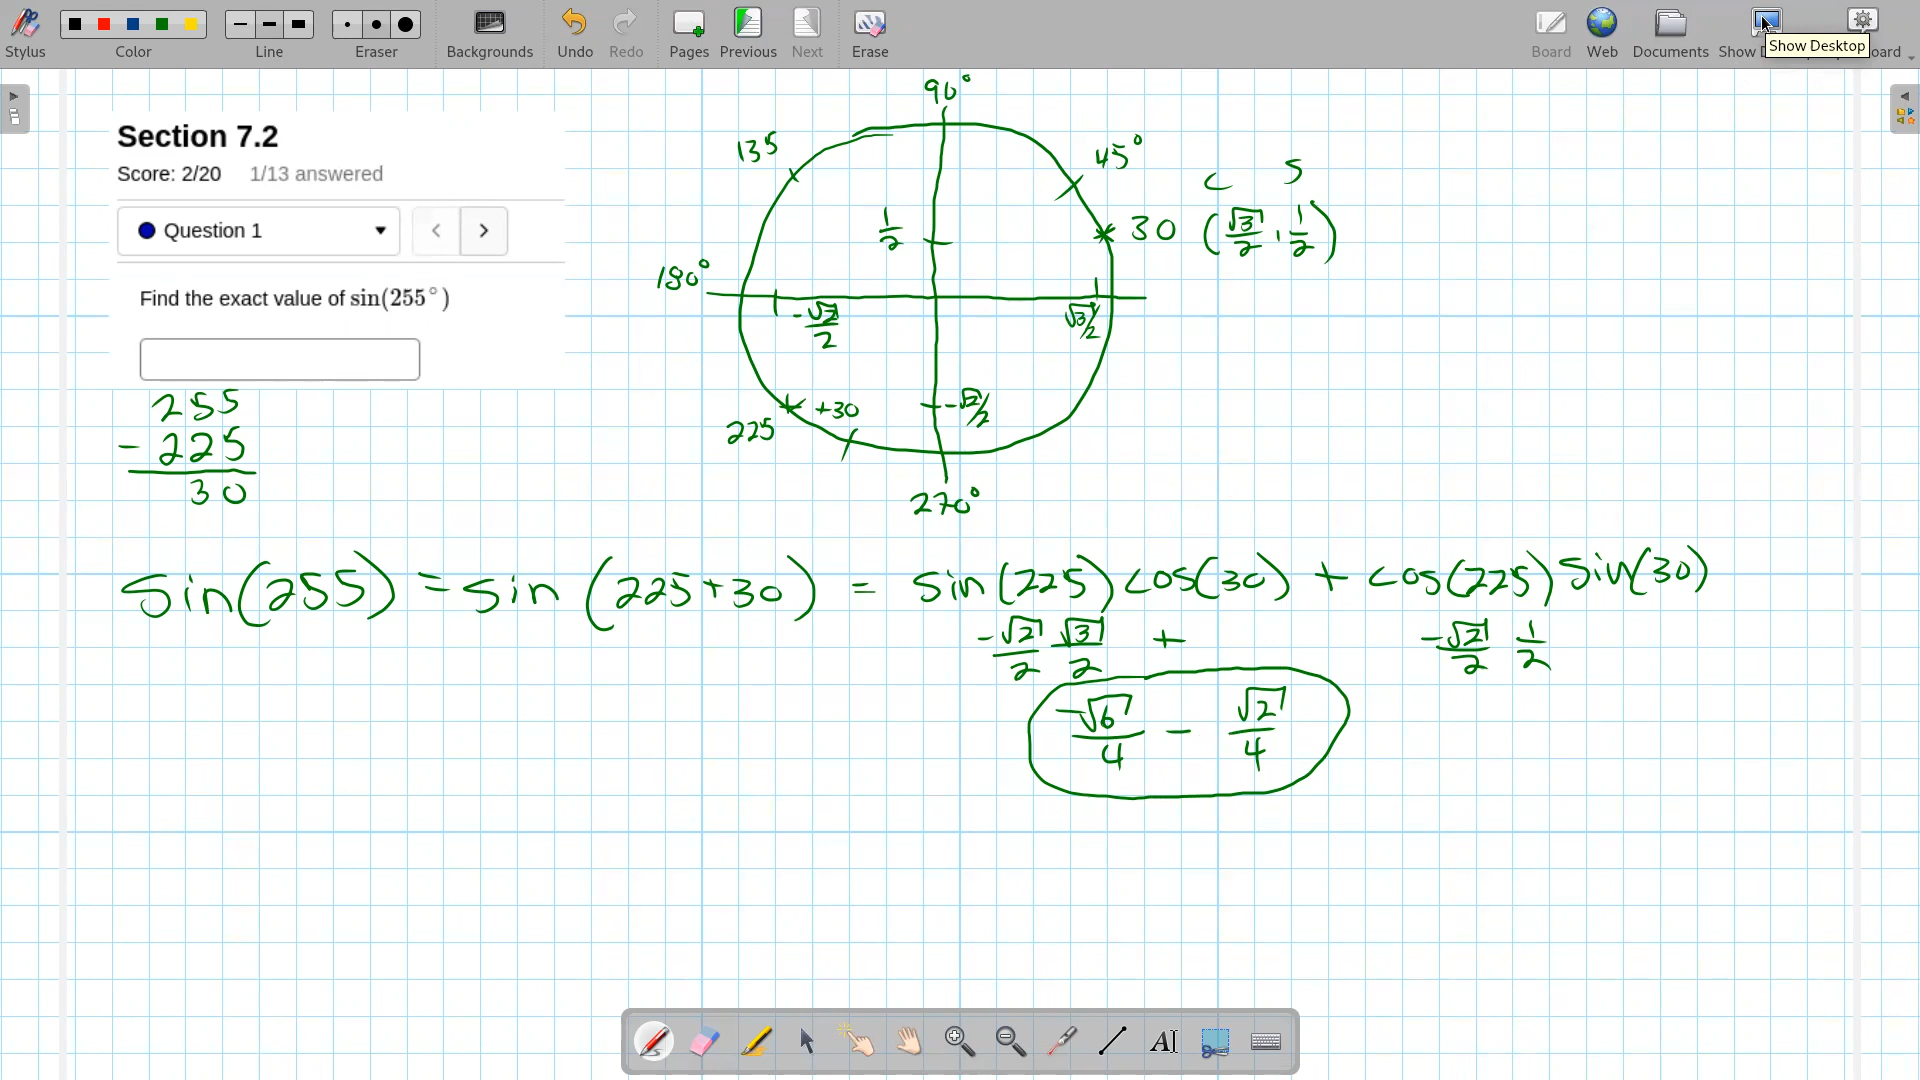 Stylus Color Line Eraser Backgrounds Undo Redo Pages Previous Next Erase Board Web Documents Show oard
Show Desktop
Section 7.2
Score: 2/20 1/13 answered
Question 1
Find the exact value of sin(255°)
255
- 225
30
90°
135
45°
C S
30 (√3/2, 1/2)
1/2
180°
-√2/2
√3/2
+30
-√2/2
225
270°
sin(255) = sin(225+30) = sin(225)cos(30) + cos(225)sin(30)
-√2/2 √3/2 + -√2/2 1/2
-√6/4 - √2/4